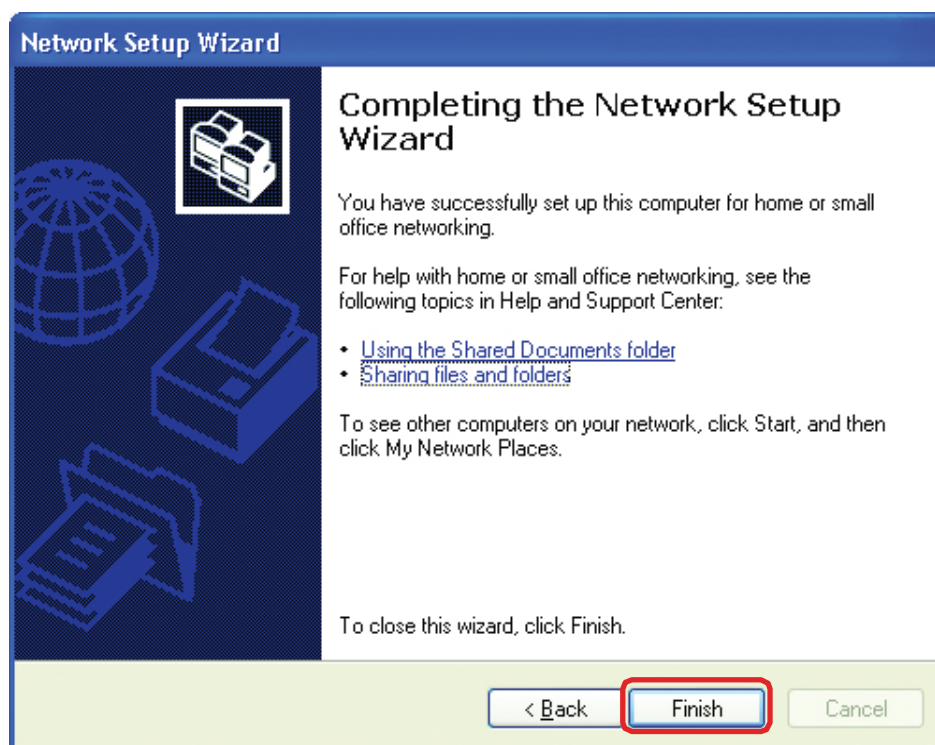 Network Setup Wizard
Completing the Network Setup
Wizard
You have successfully set up this computer for home or small
office networking.
For help with home or small office networking, see the
following topics in Help and Support Center:
• Using the Shared Documents folder
• Sharing files and folders
To see other computers on your network, click Start, and then
click My Network Places.
To close this wizard, click Finish.
< Back
Finish
Cancel